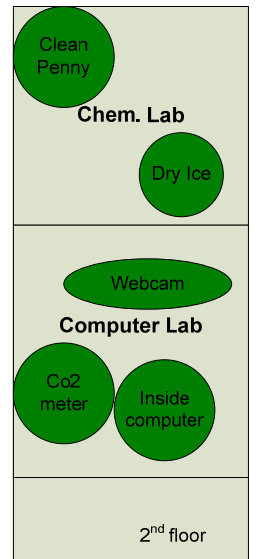 Clean
Penny
Chem. Lab
Dry Ice
Webcam
Computer Lab
Co2
meter
Inside
computer
2nd floor